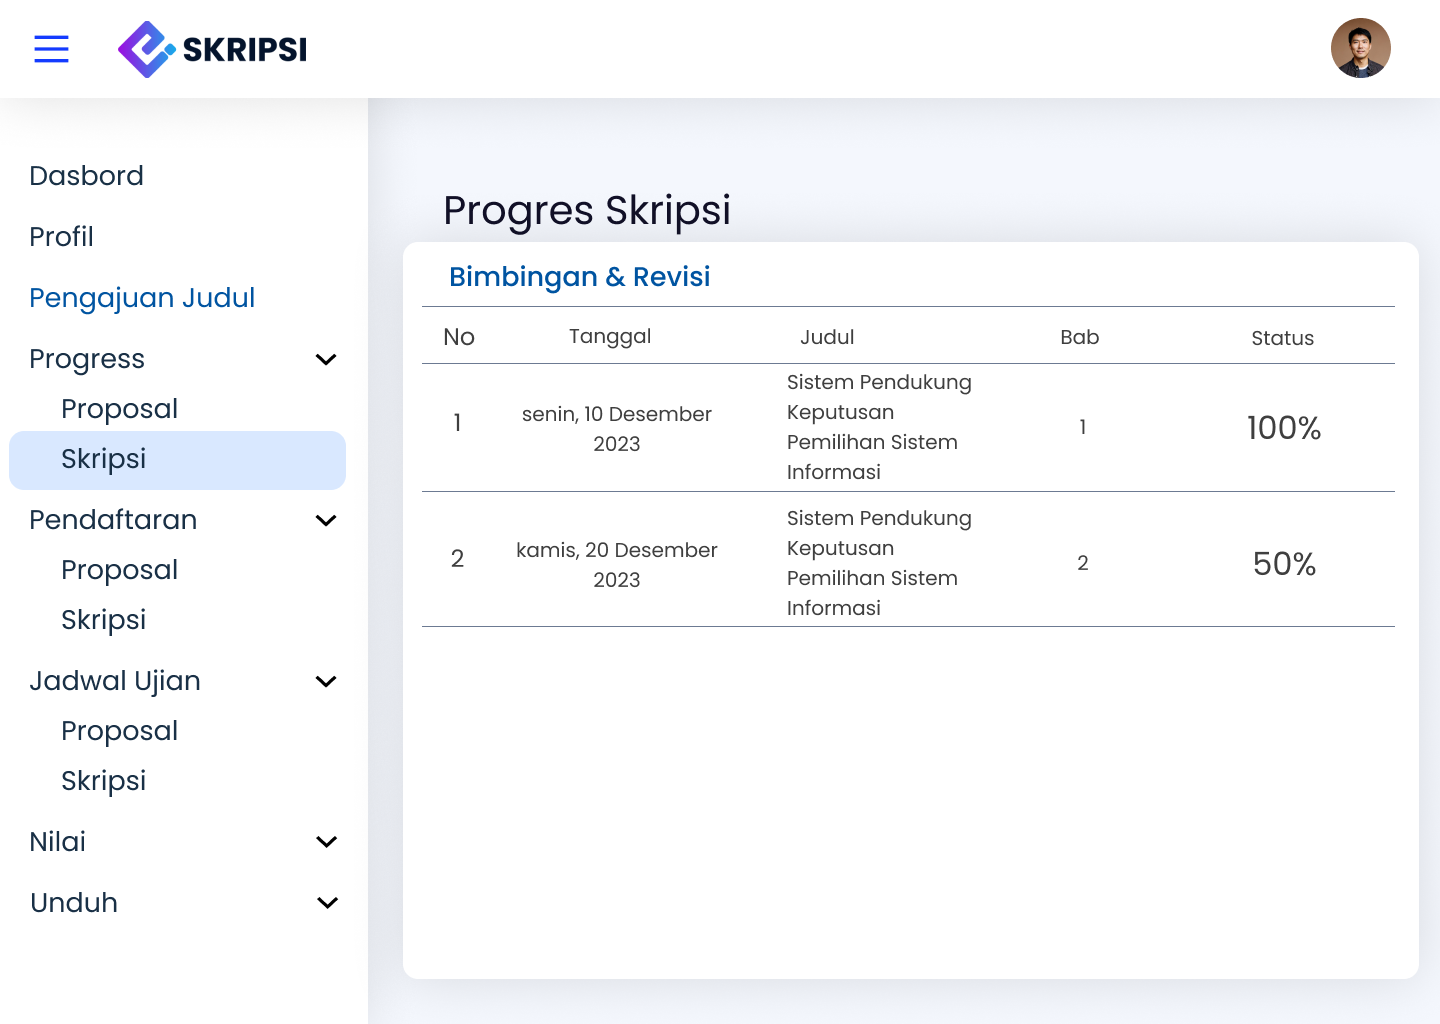 SKRIPSI
Dasbord
Profil
Pengajuan Judul
Progress
Proposal
Skripsi
Pendaftaran
Proposal
Skripsi
Jadwal Ujian
Proposal
Skripsi
Nilai
Unduh
Progres Skripsi
Bimbingan & Revisi
No Tanggal Judul Bab Status
1
senin, 10 Desember
2023
Sistem Pendukung
Keputusan
Pemilihan Sistem
Informasi
1
100%
2
kamis, 20 Desember
2023
Sistem Pendukung
Keputusan
Pemilihan Sistem
Informasi
2
50%